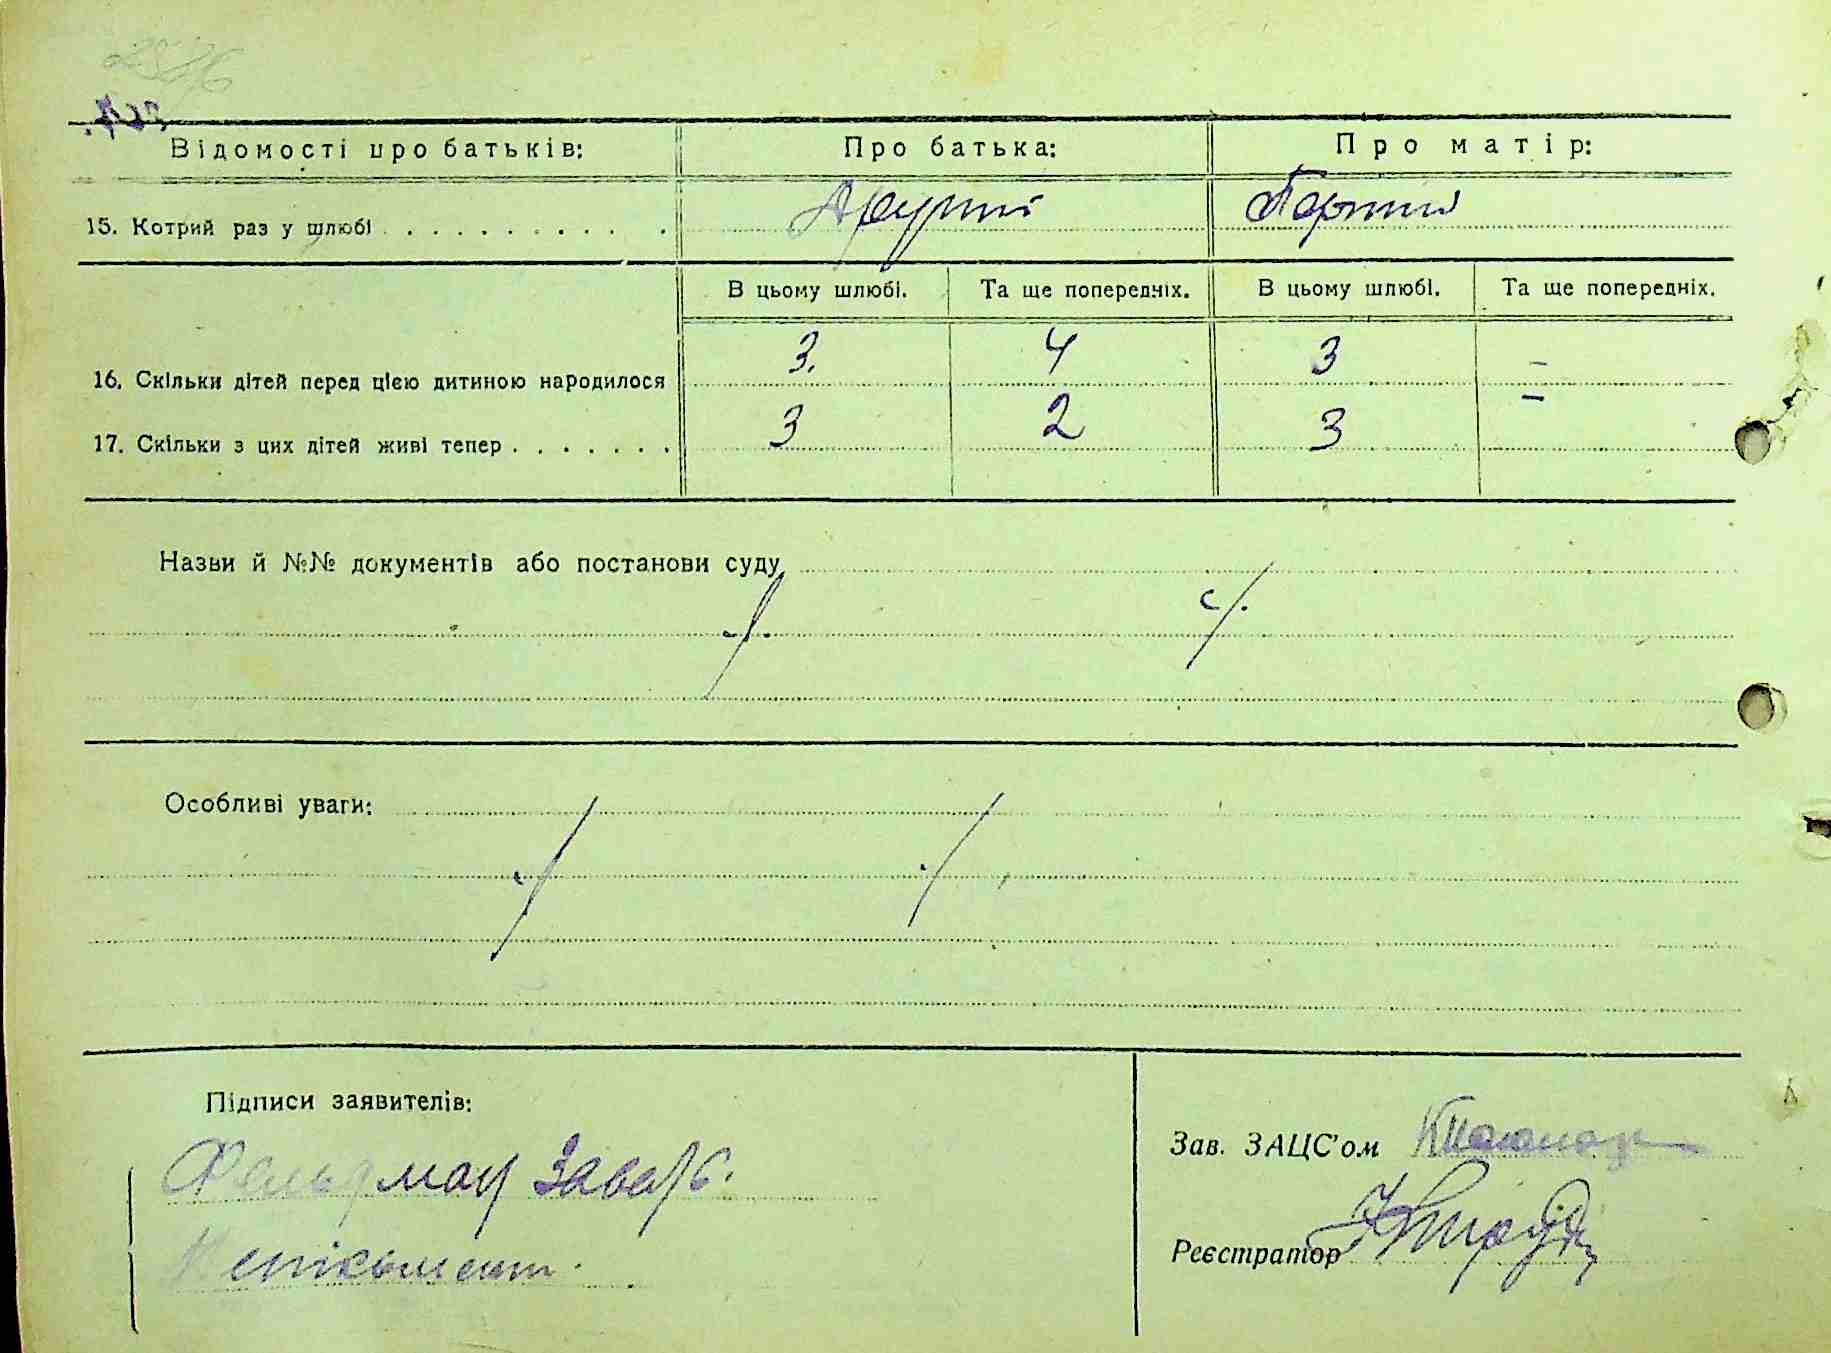 Відомості про батьків:
Про батька:
Про матір:
15. Котрий раз у шлюбі . . . . . . . . . . .
Другий
Перший
В цьому шлюбі.
Та ще попередніх.
В цьому шлюбі.
Та ще попередніх.
16. Скільки дітей перед цією дитиною народилося
3.
4
3
–
17. Скільки з цих дітей живі тепер . . . . . . .
3
2
3
–
Назви й №№ документів або постанови суду
Особливі уваги:
Підписи заявителів:
Зав. ЗАЦС'ом
Фельдман
Реєстратор